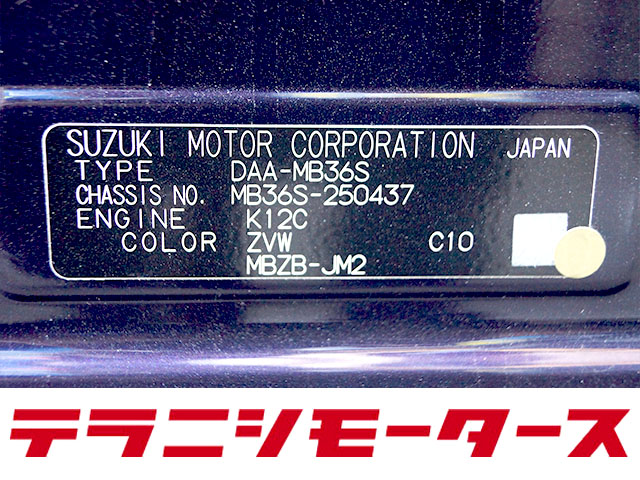 SUZUKI MOTOR CORPORATION JAPAN
TYPE DAA-MB36S
CHASSIS NO. MB36S-250437
ENGINE K12C
COLOR ZVW C10
MBZB-JM2
テラニシモータース